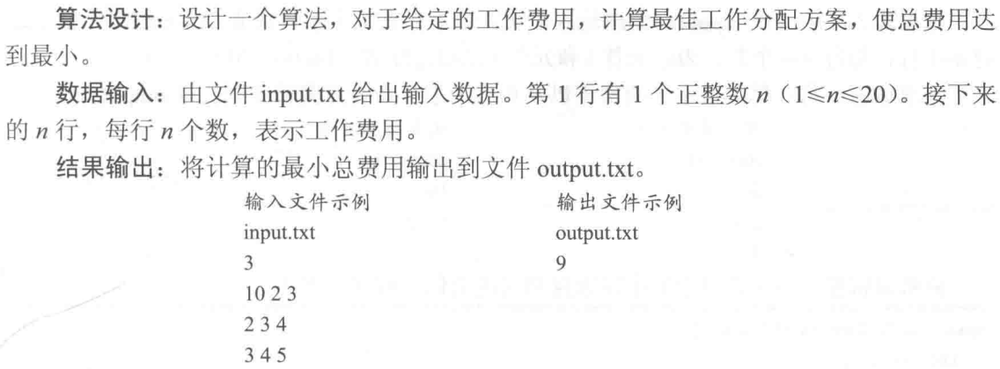 算法设计：设计一个算法，对于给定的工作费用，计算最佳工作分配方案，使总费用达
到最小。
数据输入：由文件 input.txt 给出输入数据。第 1 行有 1 个正整数 n（1≤n≤20）。接下来
的 n 行，每行 n 个数，表示工作费用。
结果输出：将计算的最小总费用输出到文件 output.txt。
输入文件示例 输出文件示例
input.txt output.txt
3 9
10 2 3
2 3 4
3 4 5